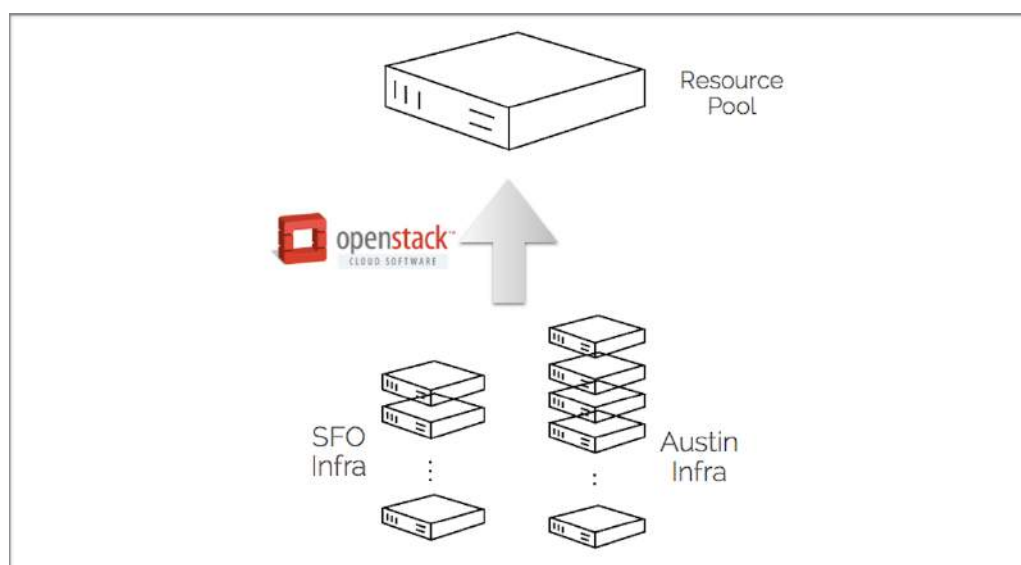 Resource
Pool
openstack™
CLOUD SOFTWARE
SFO
Infra
Austin
Infra